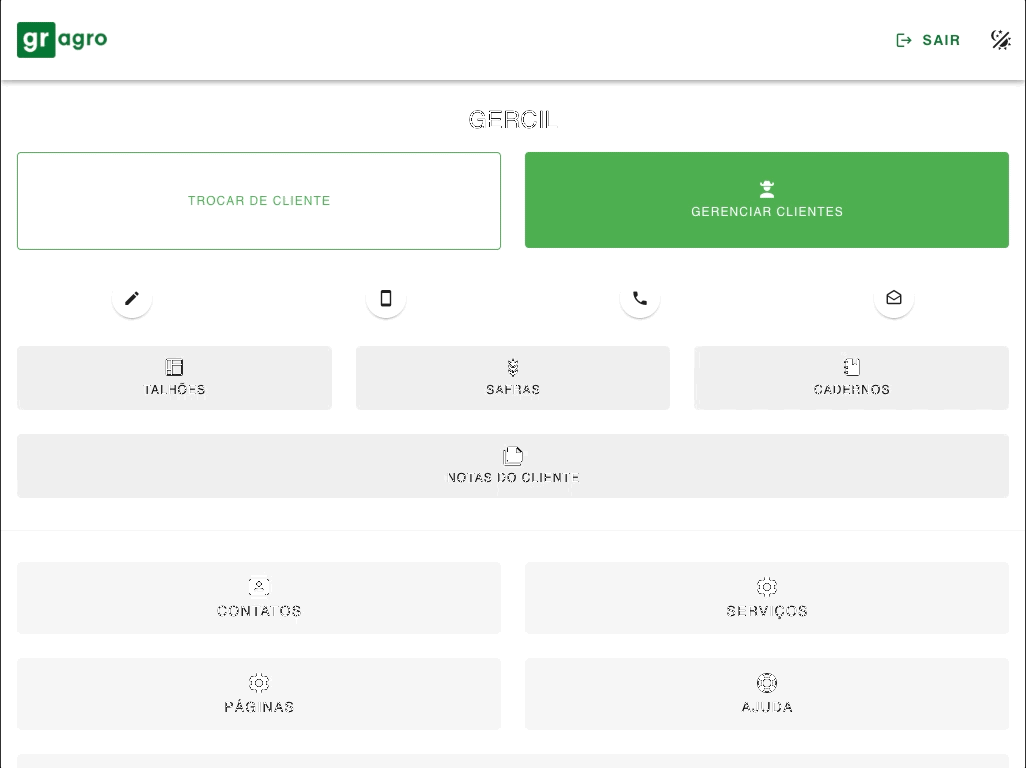 gr agro
SAIR
GERCIL
TROCAR DE CLIENTE
GERENCIAR CLIENTES
TALHÕES
SAFRAS
CADERNOS
NOTAS DO CLIENTE
CONTATOS
SERVIÇOS
PÁGINAS
AJUDA